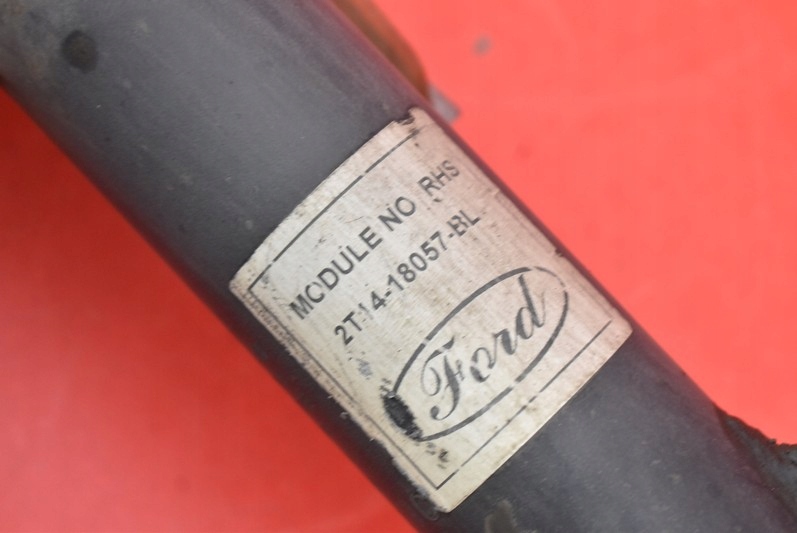 MODULE NO RHS
2T14-18057-BL
Ford